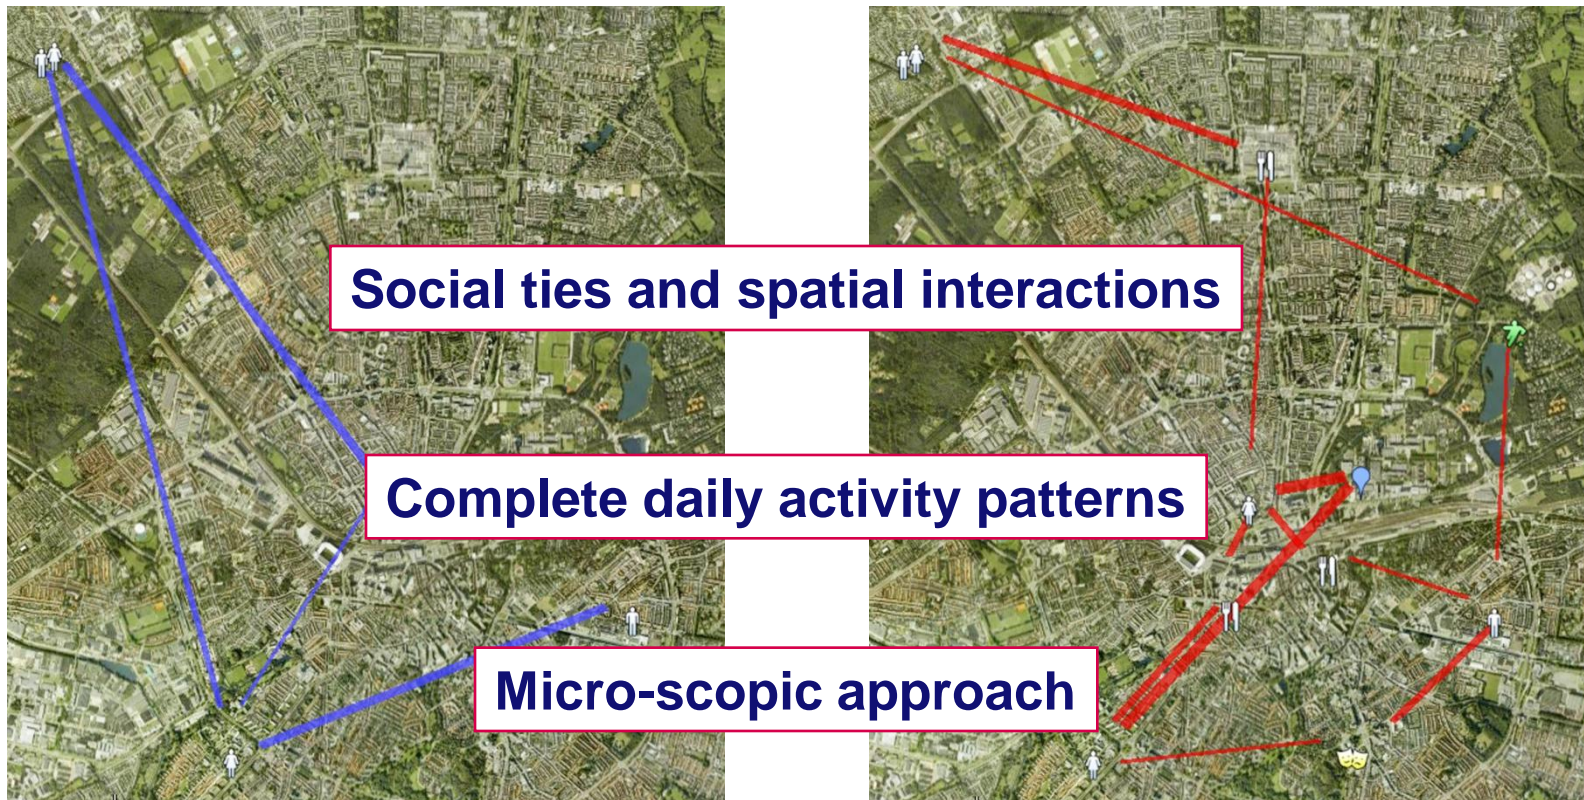 Social ties and spatial interactions
Complete daily activity patterns
Micro-scopic approach